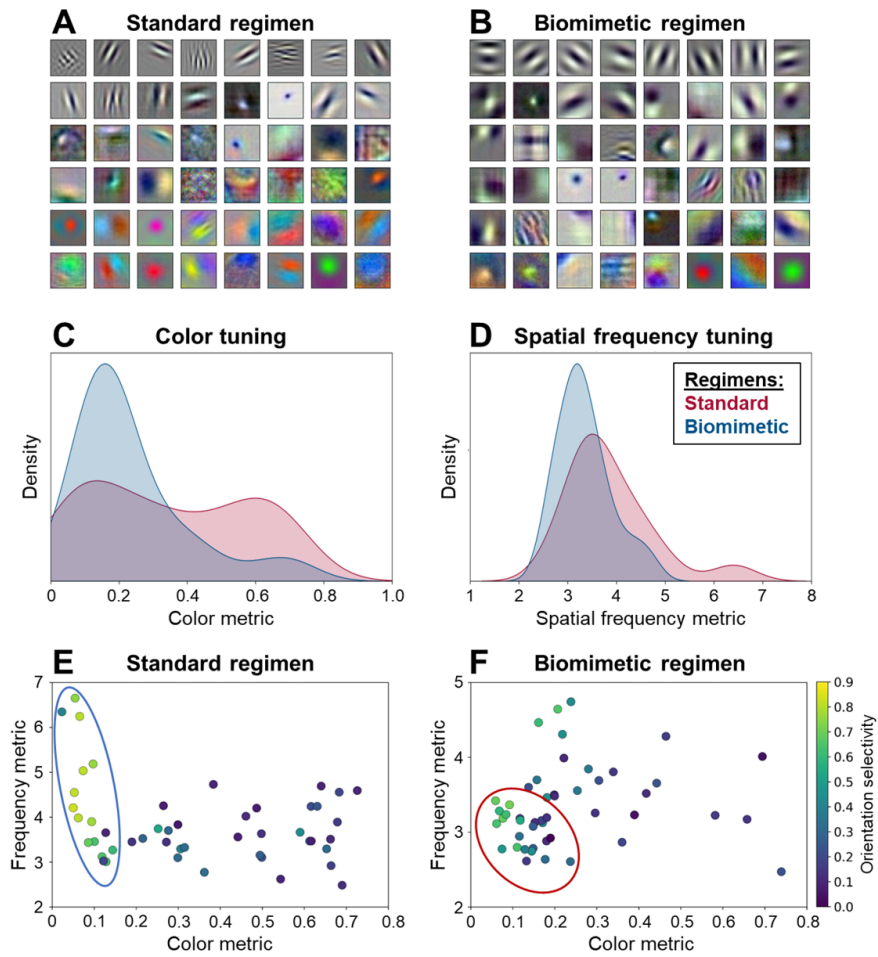 A Standard regimen
B Biomimetic regimen
C Color tuning
Density
0 0.2 0.4 0.6 0.8 1.0
Color metric
D Spatial frequency tuning
Regimens:
Standard
Biomimetic
Density
1 2 3 4 5 6 7 8
Spatial frequency metric
E Standard regimen
Frequency metric
7
6
5
4
3
2
0 0.1 0.2 0.3 0.4 0.5 0.6 0.7 0.8
Color metric
F Biomimetic regimen
Frequency metric
5
4
3
2
0 0.1 0.2 0.3 0.4 0.5 0.6 0.7 0.8
Color metric
0.9
0.8
0.7
0.6
0.5
0.4
0.3
0.2
0.1
0.0
Orientation selectivity